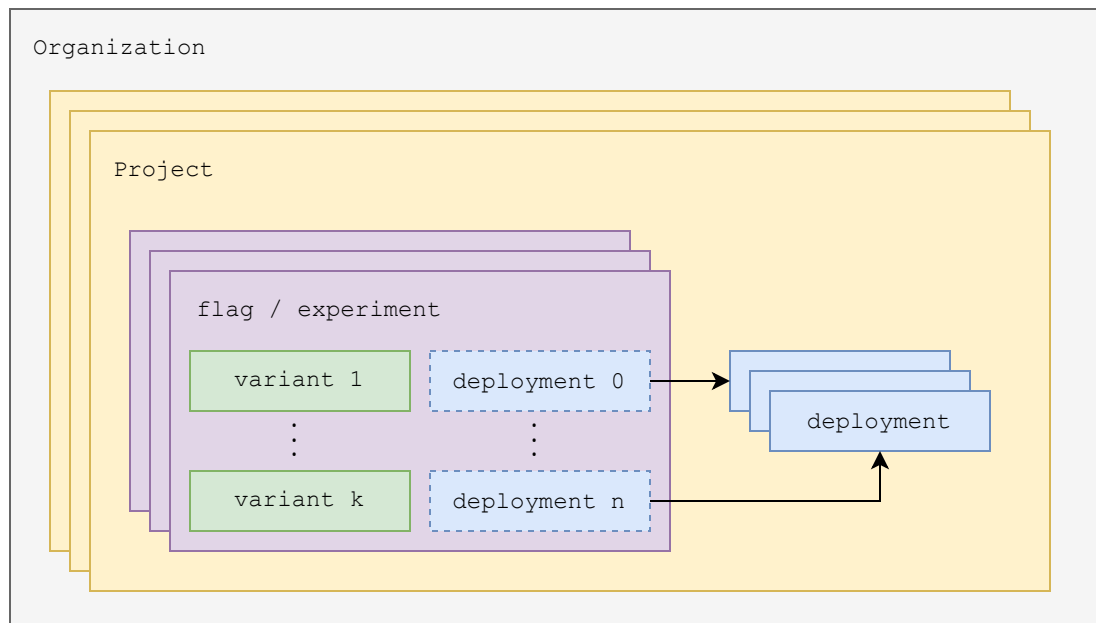 Organization
Project
flag / experiment
variant 1
deployment 0
deployment
variant k
deployment n